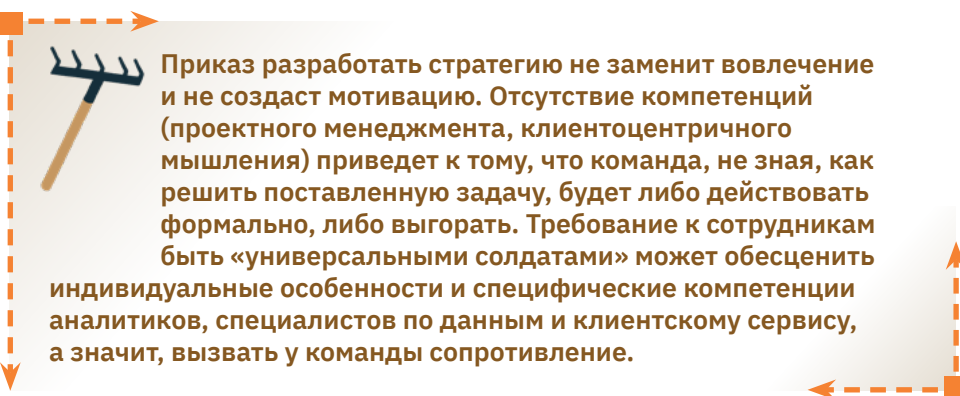 Приказ разработать стратегию не заменит вовлечение
и не создаст мотивацию. Отсутствие компетенций
(проектного менеджмента, клиентоцентричного
мышления) приведет к тому, что команда, не зная, как
решить поставленную задачу, будет либо действовать
формально, либо выгорать. Требование к сотрудникам
быть «универсальными солдатами» может обесценить
индивидуальные особенности и специфические компетенции
аналитиков, специалистов по данным и клиентскому сервису,
а значит, вызвать у команды сопротивление.